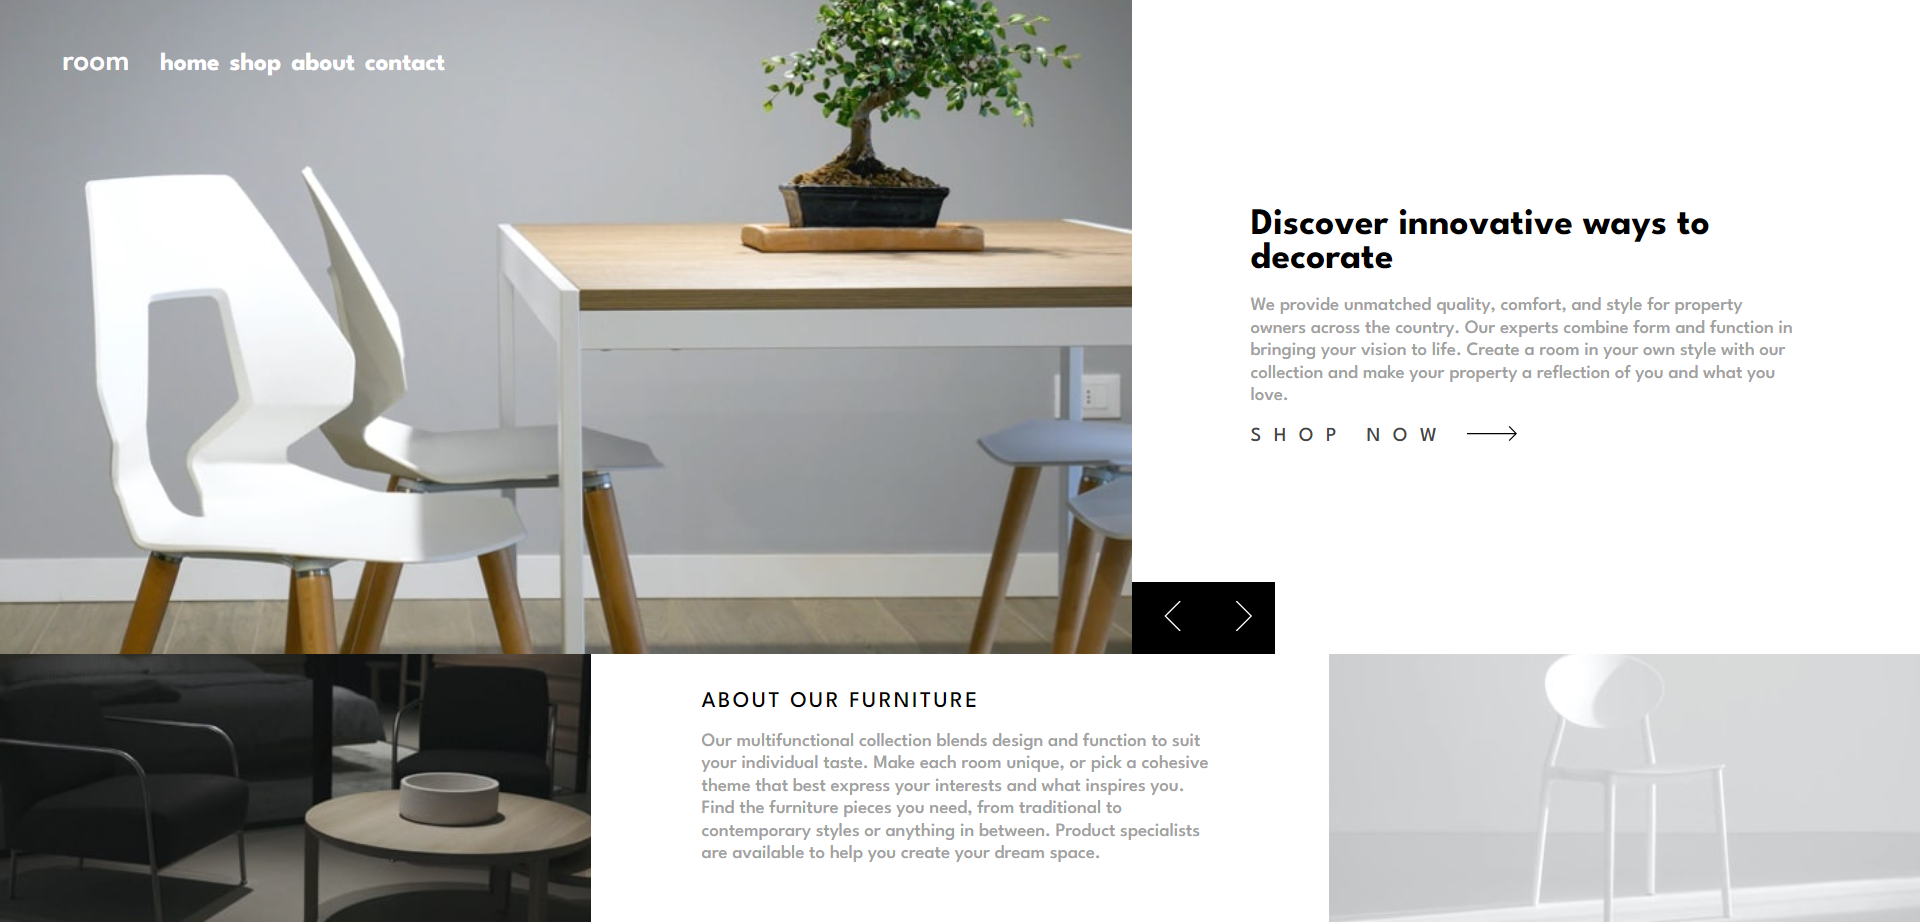 room home shop about contact
Discover innovative ways to
decorate
We provide unmatched quality, comfort, and style for property
owners across the country. Our experts combine form and function in
bringing your vision to life. Create a room in your own style with our
collection and make your property a reflection of you and what you
love.
SHOP NOW
ABOUT OUR FURNITURE
Our multifunctional collection blends design and function to suit
your individual taste. Make each room unique, or pick a cohesive
theme that best express your interests and what inspires you.
Find the furniture pieces you need, from traditional to
contemporary styles or anything in between. Product specialists
are available to help you create your dream space.